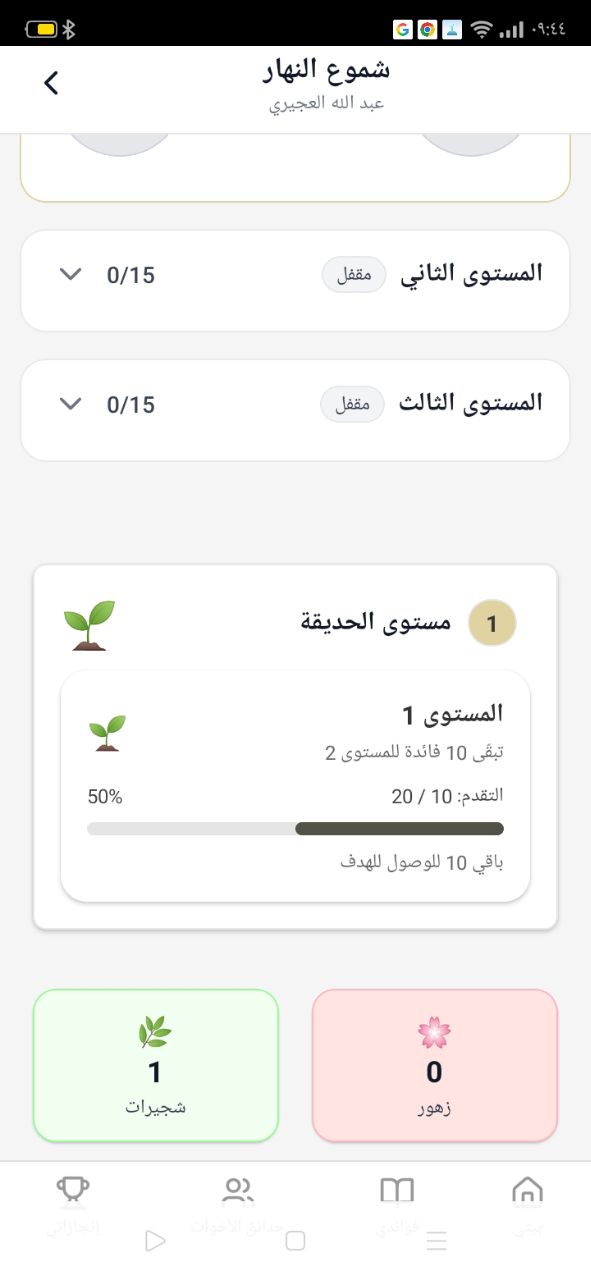 ٠٩:٤٤
شموع النهار
عبد الله العجيري
المستوى الثاني مقفل 0/15
المستوى الثالث مقفل 0/15
1 مستوى الحديقة
المستوى 1
تبقّى 10 فائدة للمستوى 2
التقدم: 10 / 20 50%
باقي 10 للوصول للهدف
0
زهور
1
شجيرات
بيتي فوائدي حدائق الأخوات إنجازاتي